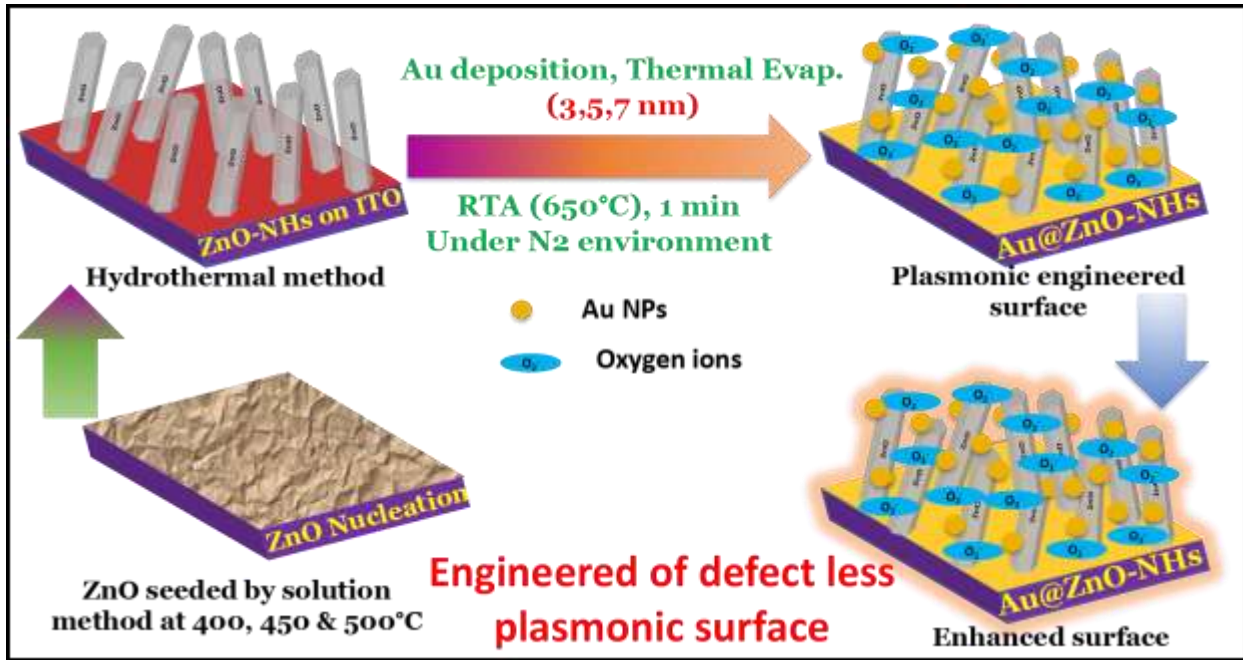 Au deposition, Thermal Evap.
(3,5,7 nm)
RTA (650°C), 1 min
Under N2 environment
ZnO-NHs on ITO
Hydrothermal method
Au@ZnO-NHs
Plasmonic engineered
surface
Au NPs
O₂⁻
Oxygen ions
ZnO Nucleation
ZnO seeded by solution
method at 400, 450 & 500°C
Engineered of defect less
plasmonic surface
Au@ZnO-NHs
Enhanced surface